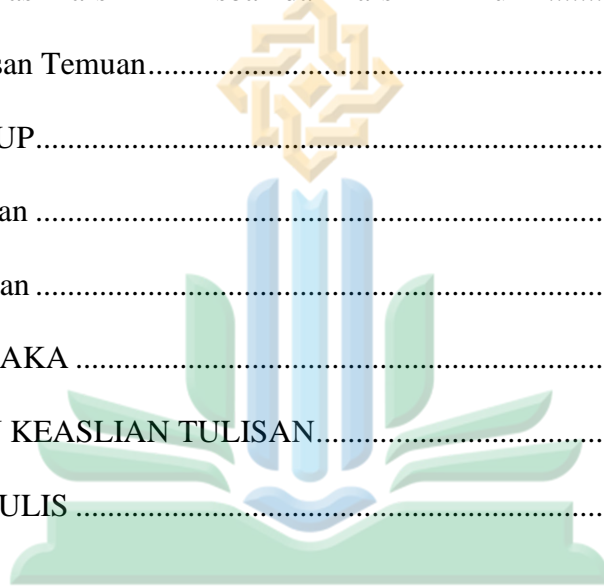 san Temuan..........................................................
UP.........................................................................
an .........................................................................
an .........................................................................
AKA ....................................................................
N KEASLIAN TULISAN....................................
ULIS ....................................................................